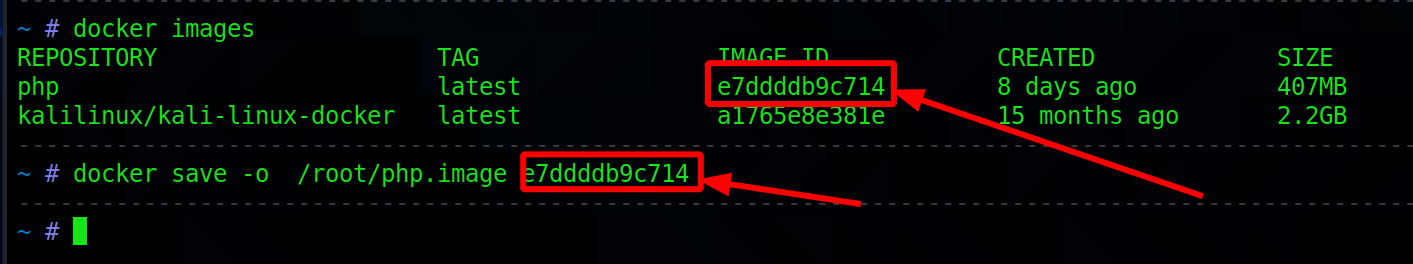 ~ # docker images
REPOSITORY TAG IMAGE ID CREATED SIZE
php latest e7ddddb9c714 8 days ago 407MB
kalilinux/kali-linux-docker latest a1765e8e381e 15 months ago 2.2GB
~ # docker save -o  /root/php.image e7ddddb9c714
~ #